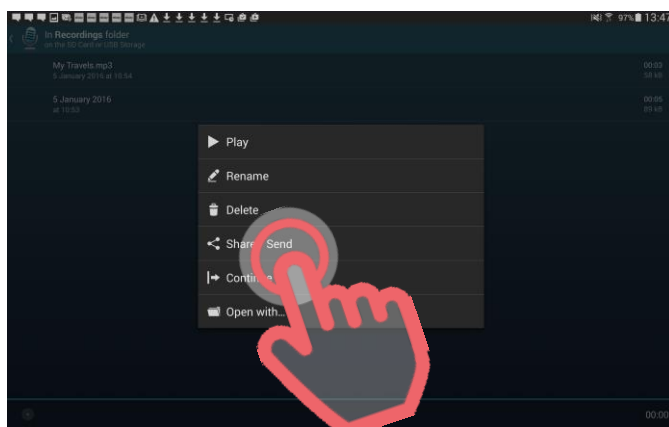 97% 13:47
In Recordings folder
on the SD Card or USB Storage
My Travels.mp3
00:03
5 January 2016 at 10:54
58 kB
5 January 2016
00:05
at 10:53
89 kB
Play
Rename
Delete
Share Send
Continue
Open with...
00:00